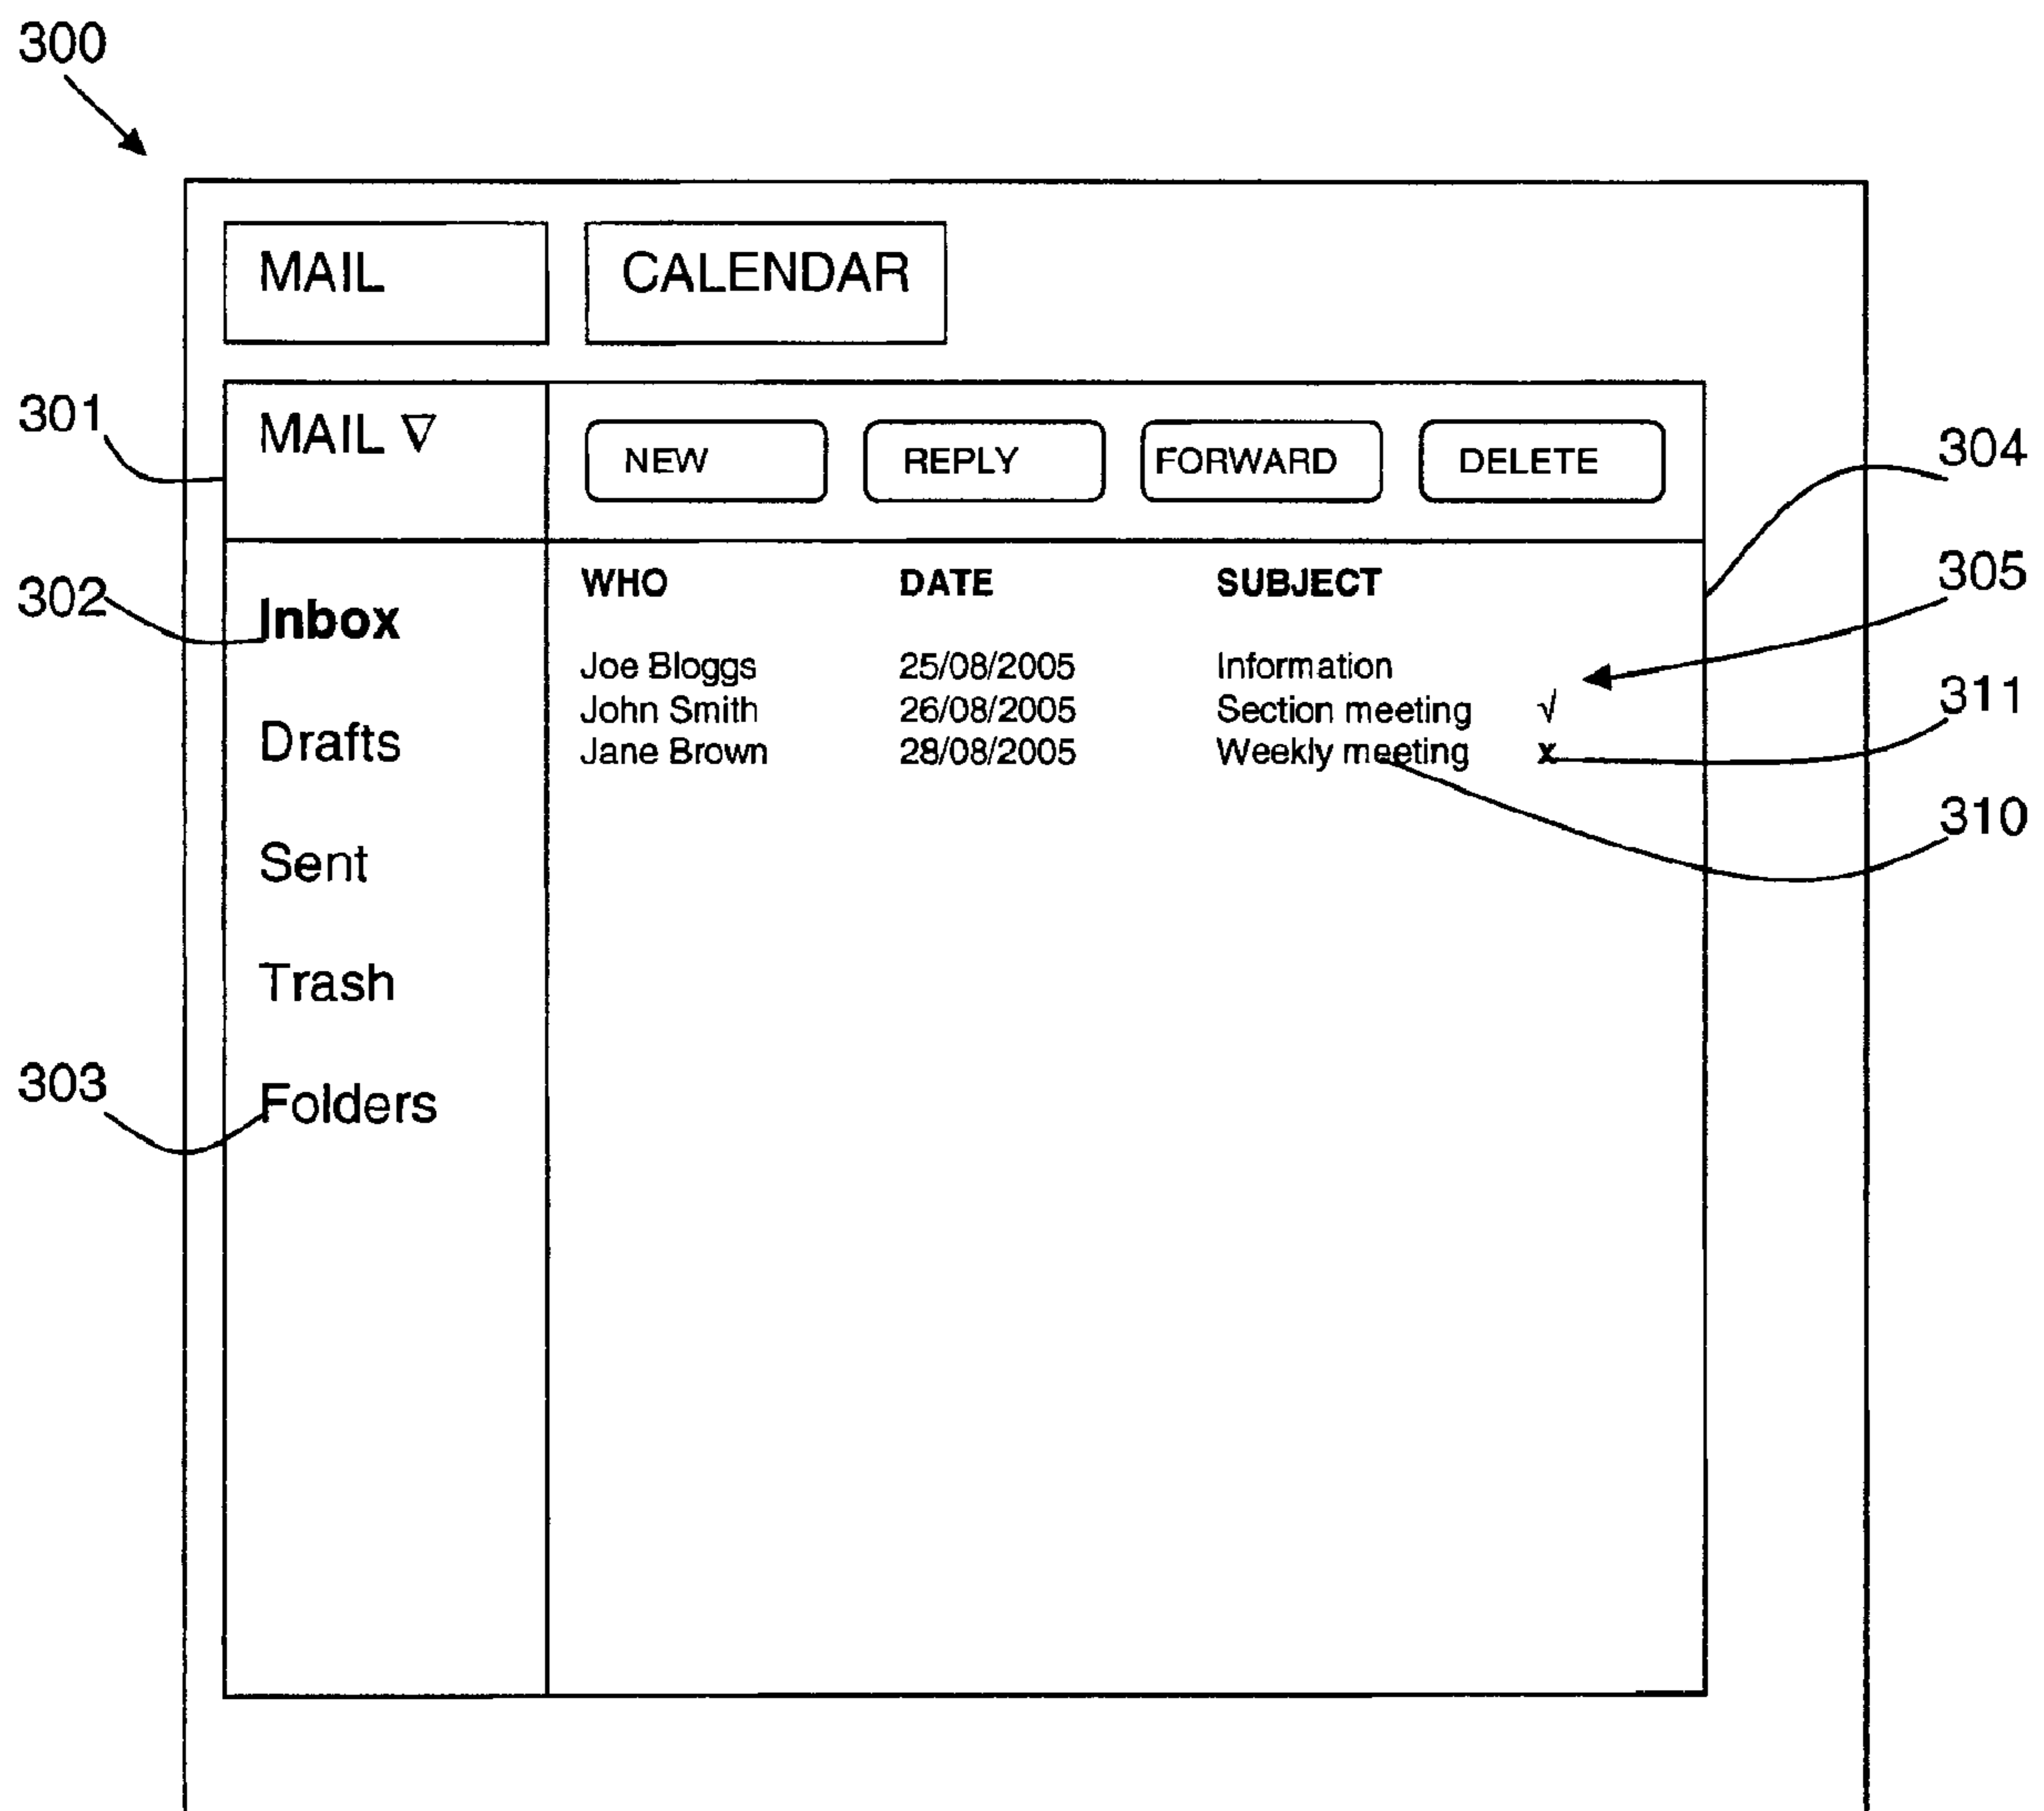 300
MAIL CALENDAR
301 MAIL ▽ NEW REPLY FORWARD DELETE 304
WHO DATE SUBJECT 305
302 Inbox
Joe Bloggs 25/08/2005 Information
John Smith 26/08/2005 Section meeting √ 311
Jane Brown 28/08/2005 Weekly meeting x
Drafts
310
Sent
Trash
303 Folders